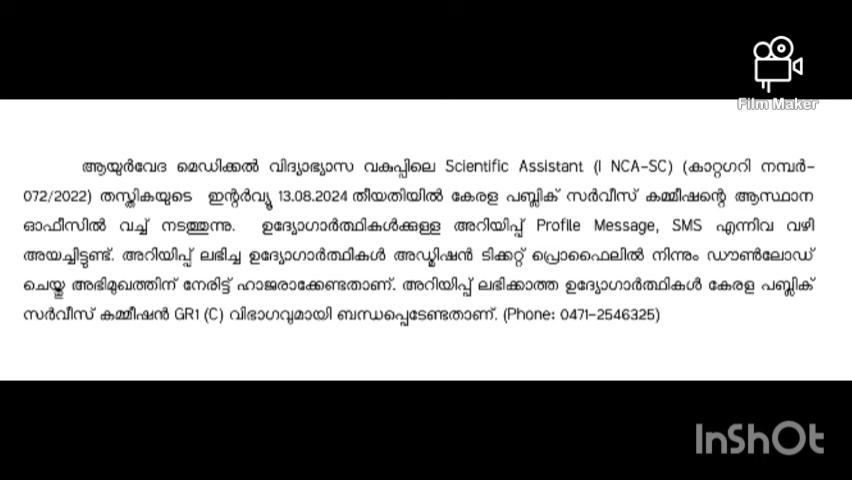 Film Maker
ആയുർവേദ മെഡിക്കൽ വിദ്യാഭ്യാസ വകുപ്പിലെ Scientific Assistant (I NCA-SC) (കാറ്റഗറി നമ്പർ-
072/2022) തസ്തികയുടെ ഇന്റർവ്യൂ 13.08.2024 തീയതിയിൽ കേരള പബ്ലിക് സർവീസ് കമ്മീഷന്റെ ആസ്ഥാന
ഓഫീസിൽ വച്ച് നടത്തുന്നു. ഉദ്യോഗാർത്ഥികൾക്കുള്ള അറിയിപ്പ് Profile Message, SMS എന്നിവ വഴി
അയച്ചിട്ടുണ്ട്. അറിയിപ്പ് ലഭിച്ച ഉദ്യോഗാർത്ഥികൾ അഡ്മിഷൻ ടിക്കറ്റ് പ്രൊഫൈലിൽ നിന്നും ഡൗൺലോഡ്
ചെയ്തു അഭിമുഖത്തിന് നേരിട്ട് ഹാജരാക്കേണ്ടതാണ്. അറിയിപ്പ് ലഭിക്കാത്ത ഉദ്യോഗാർത്ഥികൾ കേരള പബ്ലിക്
സർവീസ് കമ്മീഷൻ GR1 (C) വിഭാഗവുമായി ബന്ധപ്പെടേണ്ടതാണ്. (Phone: 0471-2546325)
InShOt